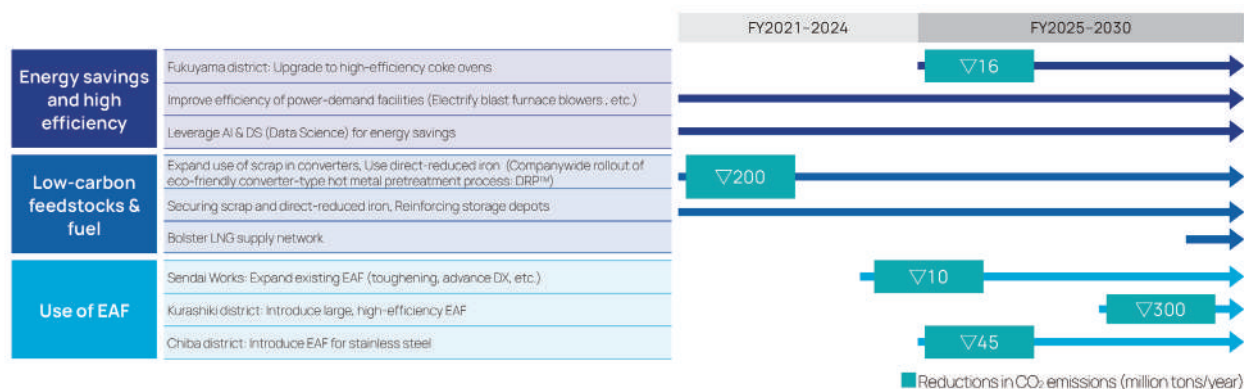 FY2021–2024
FY2025–2030
Energy savings
and high
efficiency
Fukuyama district: Upgrade to high-efficiency coke ovens
▽16
Improve efficiency of power-demand facilities (Electrify blast furnace blowers , etc.)
Leverage AI & DS (Data Science) for energy savings
Low-carbon
feedstocks &
fuel
Expand use of scrap in converters, Use direct-reduced iron (Companywide rollout of
eco-friendly converter-type hot metal pretreatment process: DRP™)
▽200
Securing scrap and direct-reduced iron, Reinforcing storage depots
Bolster LNG supply network
Use of EAF
Sendai Works: Expand existing EAF (toughening, advance DX, etc.)
▽10
Kurashiki district: Introduce large, high-efficiency EAF
▽300
Chiba district: Introduce EAF for stainless steel
▽45
Reductions in CO₂ emissions (million tons/year)